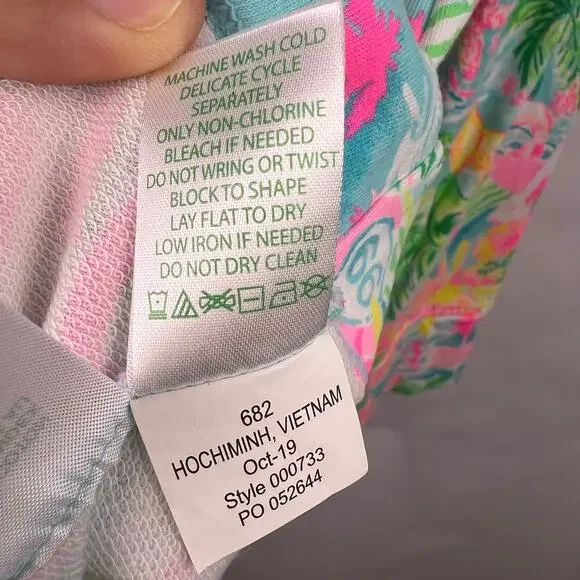 MACHINE WASH COLD
DELICATE CYCLE
SEPARATELY
ONLY NON-CHLORINE
BLEACH IF NEEDED
DO NOT WRING OR TWIST
BLOCK TO SHAPE
LAY FLAT TO DRY
LOW IRON IF NEEDED
DO NOT DRY CLEAN
682
HOCHIMINH, VIETNAM
Oct-19
Style 000733
PO 052644